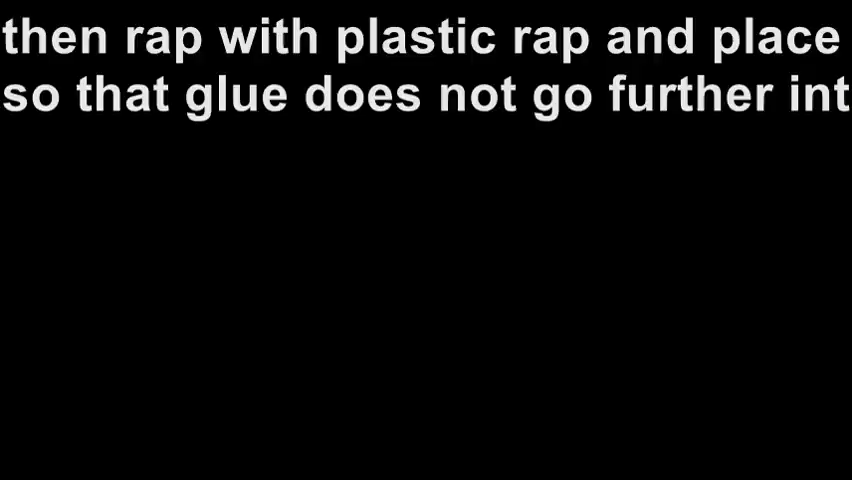 then rap with plastic rap and place
so that glue does not go further int